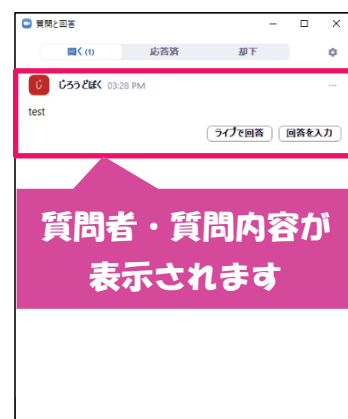 質問と回答
開く (1) 応答済 却下
じ じろうどばく 03:28 PM
test
ライブで回答 回答を入力
質問者・質問内容が
表示されます